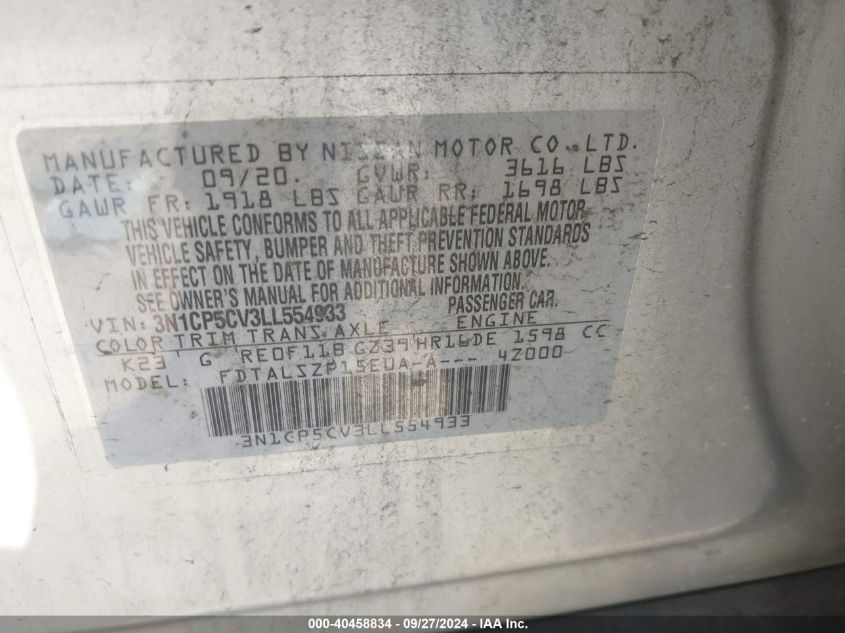 MANUFACTURED BY NISSAN MOTOR CO., LTD.
DATE: 09/20. GVWR: 3616 LBS
GAWR FR: 1918 LBS GAWR RR: 1698 LBS
THIS VEHICLE CONFORMS TO ALL APPLICABLE FEDERAL MOTOR
VEHICLE SAFETY, BUMPER AND THEFT PREVENTION STANDARDS
IN EFFECT ON THE DATE OF MANUFACTURE SHOWN ABOVE.
SEE OWNER'S MANUAL FOR ADDITIONAL INFORMATION.
VIN: 3N1CP5CV3LL554933 PASSENGER CAR.
COLOR TRIM TRANS. AXLE ENGINE
K23 G RE0F11B GZ39 HR16DE 1598 CC
MODEL: FDTALSZP15EUA-A--- 4Z000
3N1CP5CV3LL554933
000-40458834 - 09/27/2024 - © IAA, Inc.